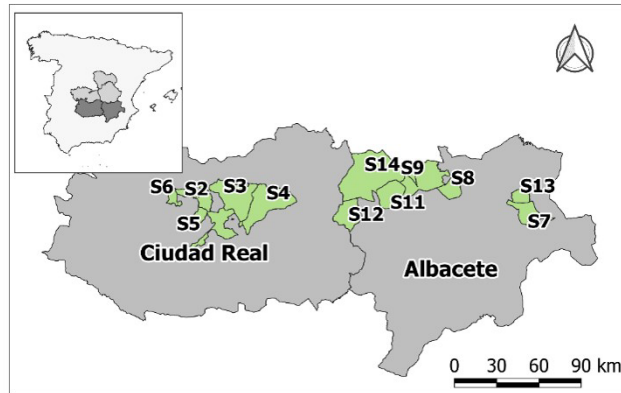 S14
S9
S6
S2
S3
S4
S8
S13
S5
S12
S11
S7
Ciudad Real
Albacete
0 30 60 90 km